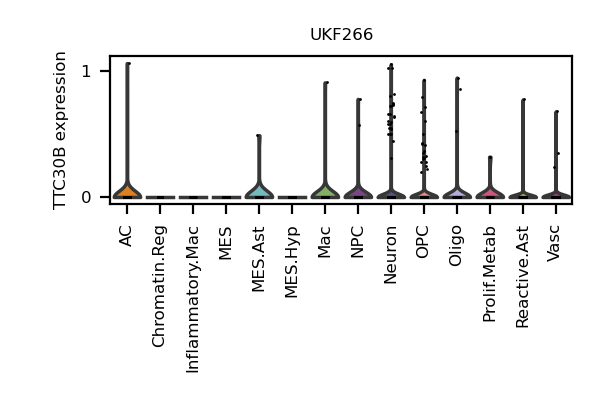 UKF266
TTC30B expression
1
0
AC
Chromatin.Reg
Inflammatory.Mac
MES
MES.Ast
MES.Hyp
Mac
NPC
Neuron
OPC
Oligo
Prolif.Metab
Reactive.Ast
Vasc